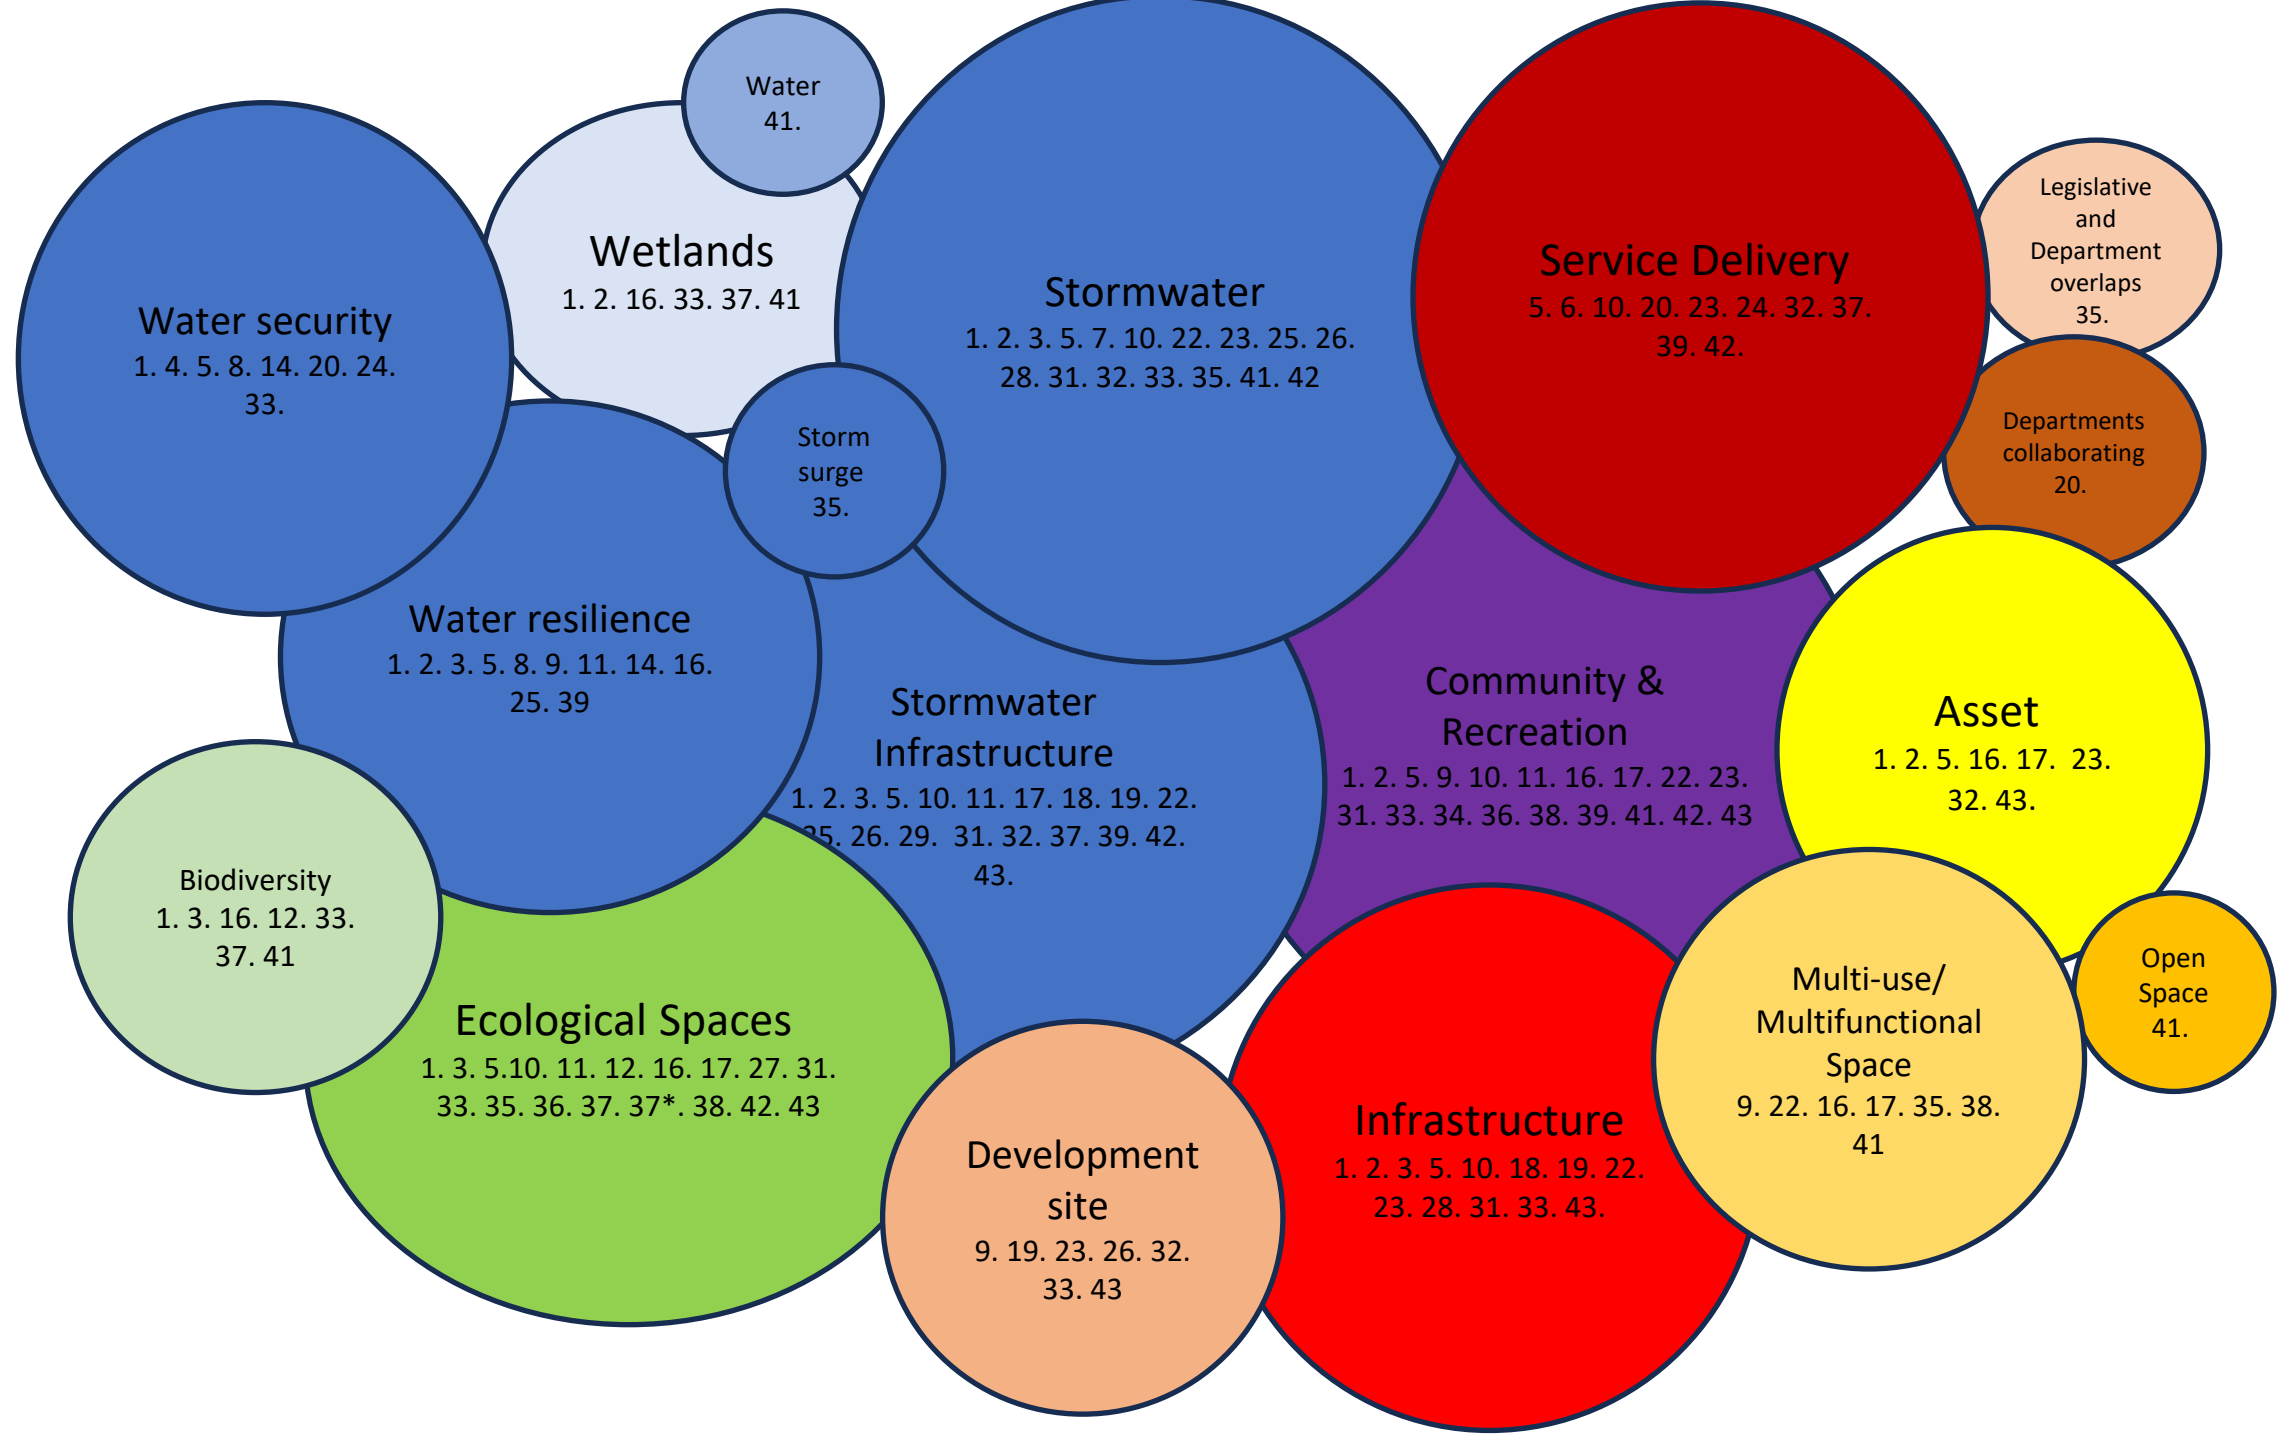 Water
41.
Wetlands
1. 2. 16. 33. 37. 41
Water security
1. 4. 5. 8. 14. 20. 24.
33.
Stormwater
1. 2. 3. 5. 7. 10. 22. 23. 25. 26.
28. 31. 32. 33. 35. 41. 42
Service Delivery
5. 6. 10. 20. 23. 24. 32. 37.
39. 42.
Legislative
and
Department
overlaps
35.
Departments
collaborating
20.
Storm
surge
35.
Water resilience
1. 2. 3. 5. 8. 9. 11. 14. 16.
25. 39
Stormwater
Infrastructure
1. 2. 3. 5. 10. 11. 17. 18. 19. 22.
25. 26. 29.  31. 32. 37. 39. 42.
43.
Community &
Recreation
1. 2. 5. 9. 10. 11. 16. 17. 22. 23.
31. 33. 34. 36. 38. 39. 41. 42. 43
Asset
1. 2. 5. 16. 17.  23.
32. 43.
Biodiversity
1. 3. 16. 12. 33.
37. 41
Ecological Spaces
1. 3. 5.10. 11. 12. 16. 17. 27. 31.
33. 35. 36. 37. 37*. 38. 42. 43
Development
site
9. 19. 23. 26. 32.
33. 43
Infrastructure
1. 2. 3. 5. 10. 18. 19. 22.
23. 28. 31. 33. 43.
Multi-use/
Multifunctional
Space
9. 22. 16. 17. 35. 38.
41
Open
Space
41.